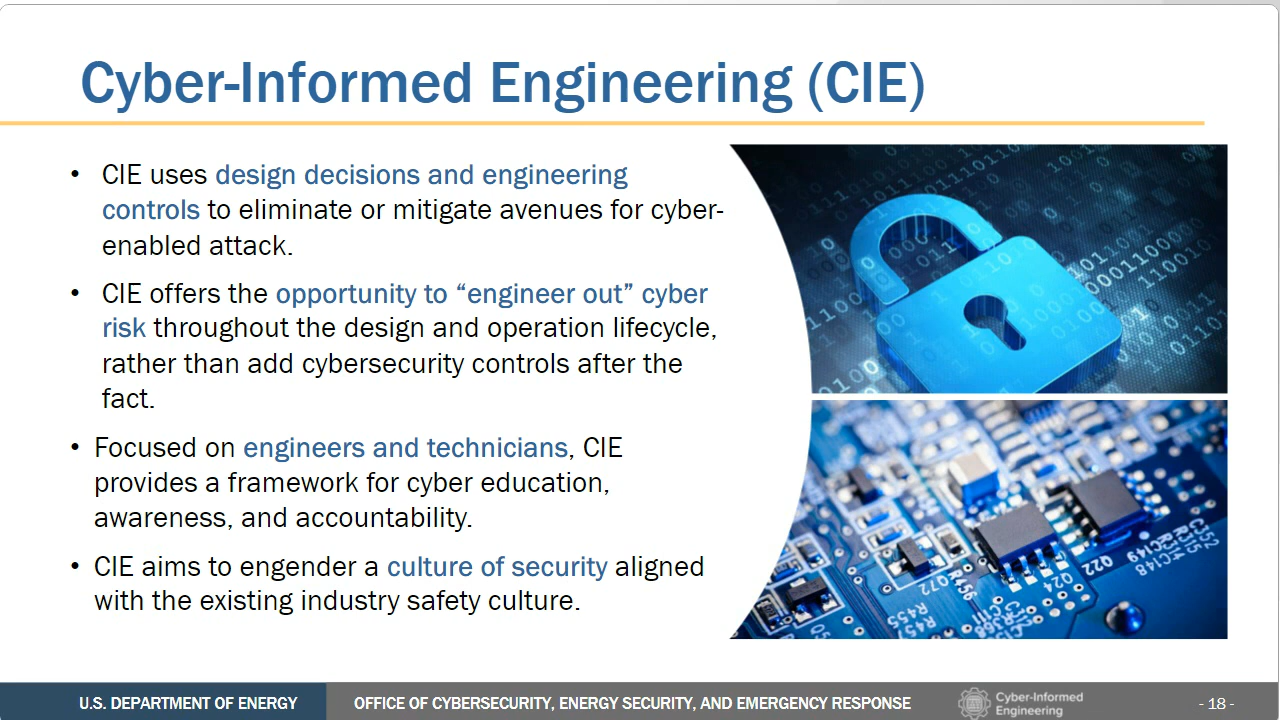 Cyber-Informed Engineering (CIE)
• CIE uses design decisions and engineering
controls to eliminate or mitigate avenues for cyber-
enabled attack.
• CIE offers the opportunity to “engineer out” cyber
risk throughout the design and operation lifecycle,
rather than add cybersecurity controls after the
fact.
• Focused on engineers and technicians, CIE
provides a framework for cyber education,
awareness, and accountability.
• CIE aims to engender a culture of security aligned
with the existing industry safety culture.
U.S. DEPARTMENT OF ENERGY
OFFICE OF CYBERSECURITY, ENERGY SECURITY, AND EMERGENCY RESPONSE
Cyber-Informed
Engineering
- 18 -